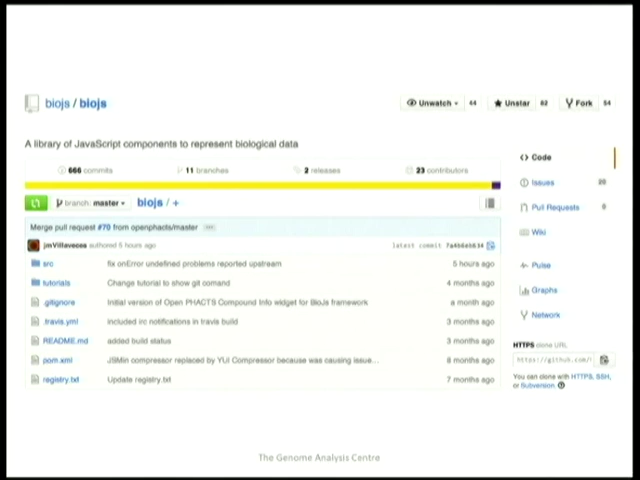 biojs / biojs
Unwatch 44 Unstar 62 Fork 54
A library of JavaScript components to represent biological data
666 commits 11 branches 2 releases 23 contributors
branch: master biojs / +
Merge pull request #70 from openphacts/master
jmVillaveces authored 5 hours ago latest commit
src fix onError undefined problems reported upstream 5 hours ago
tutorials Change tutorial to show git comand 4 months ago
.gitignore Initial version of Open PHACTS Compound Info widget for BioJs framework a month ago
.travis.yml included irc notifications in travis build 3 months ago
README.md added build status 3 months ago
pom.xml JSMin compressor replaced by YUI Compressor because was causing issue... 8 months ago
registry.txt Update registry.txt 7 months ago
Code
Issues 20
Pull Requests 0
Wiki
Pulse
Graphs
Network
HTTPS clone URL
https://github.com/
You can clone with HTTPS, SSH,
or Subversion.
The Genome Analysis Centre